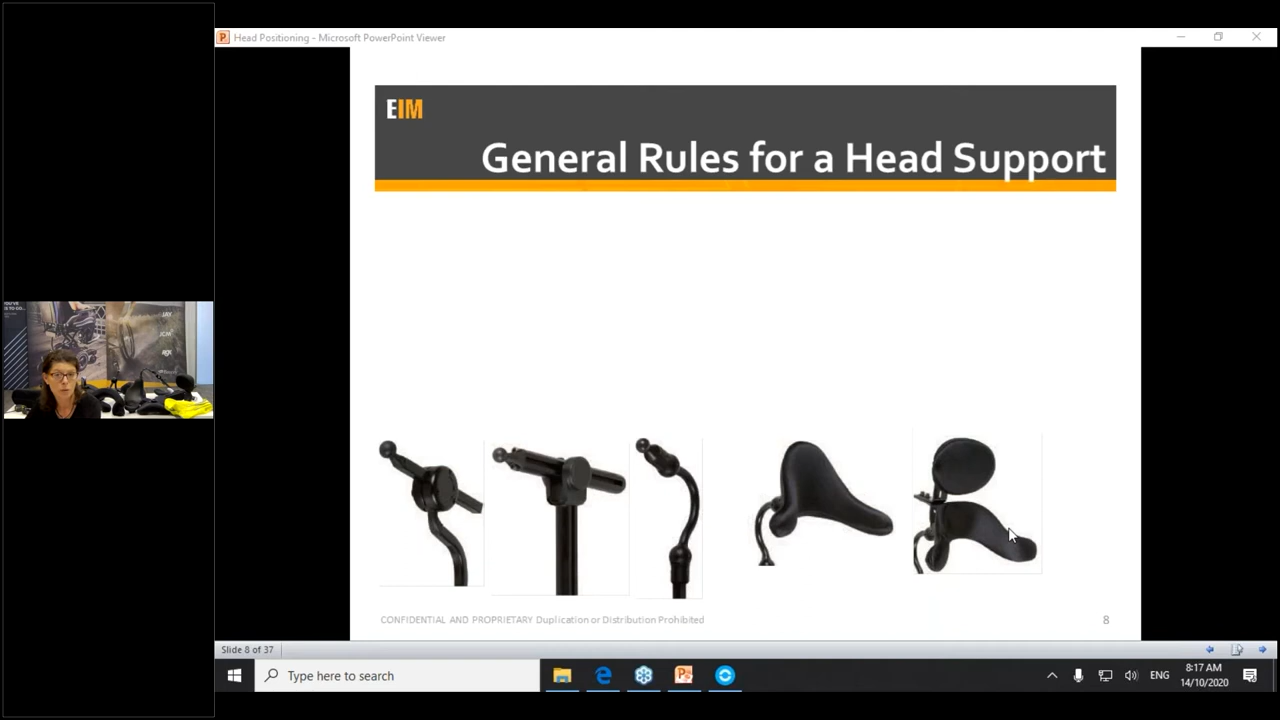 Head Positioning - Microsoft PowerPoint Viewer
EIM
General Rules for a Head Support
CONFIDENTIAL AND PROPRIETARY Duplication or Distribution Prohibited
8
Slide 8 of 37
Type here to search
ENG
8:17 AM
14/10/2020